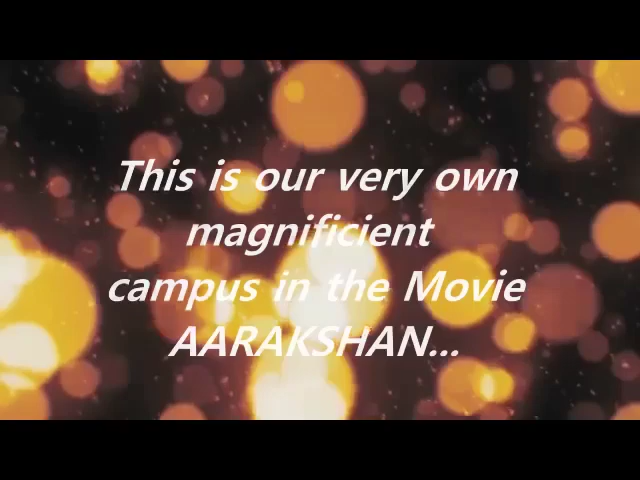 This is our very own
magnificient
campus in the Movie
AARAKSHAN...